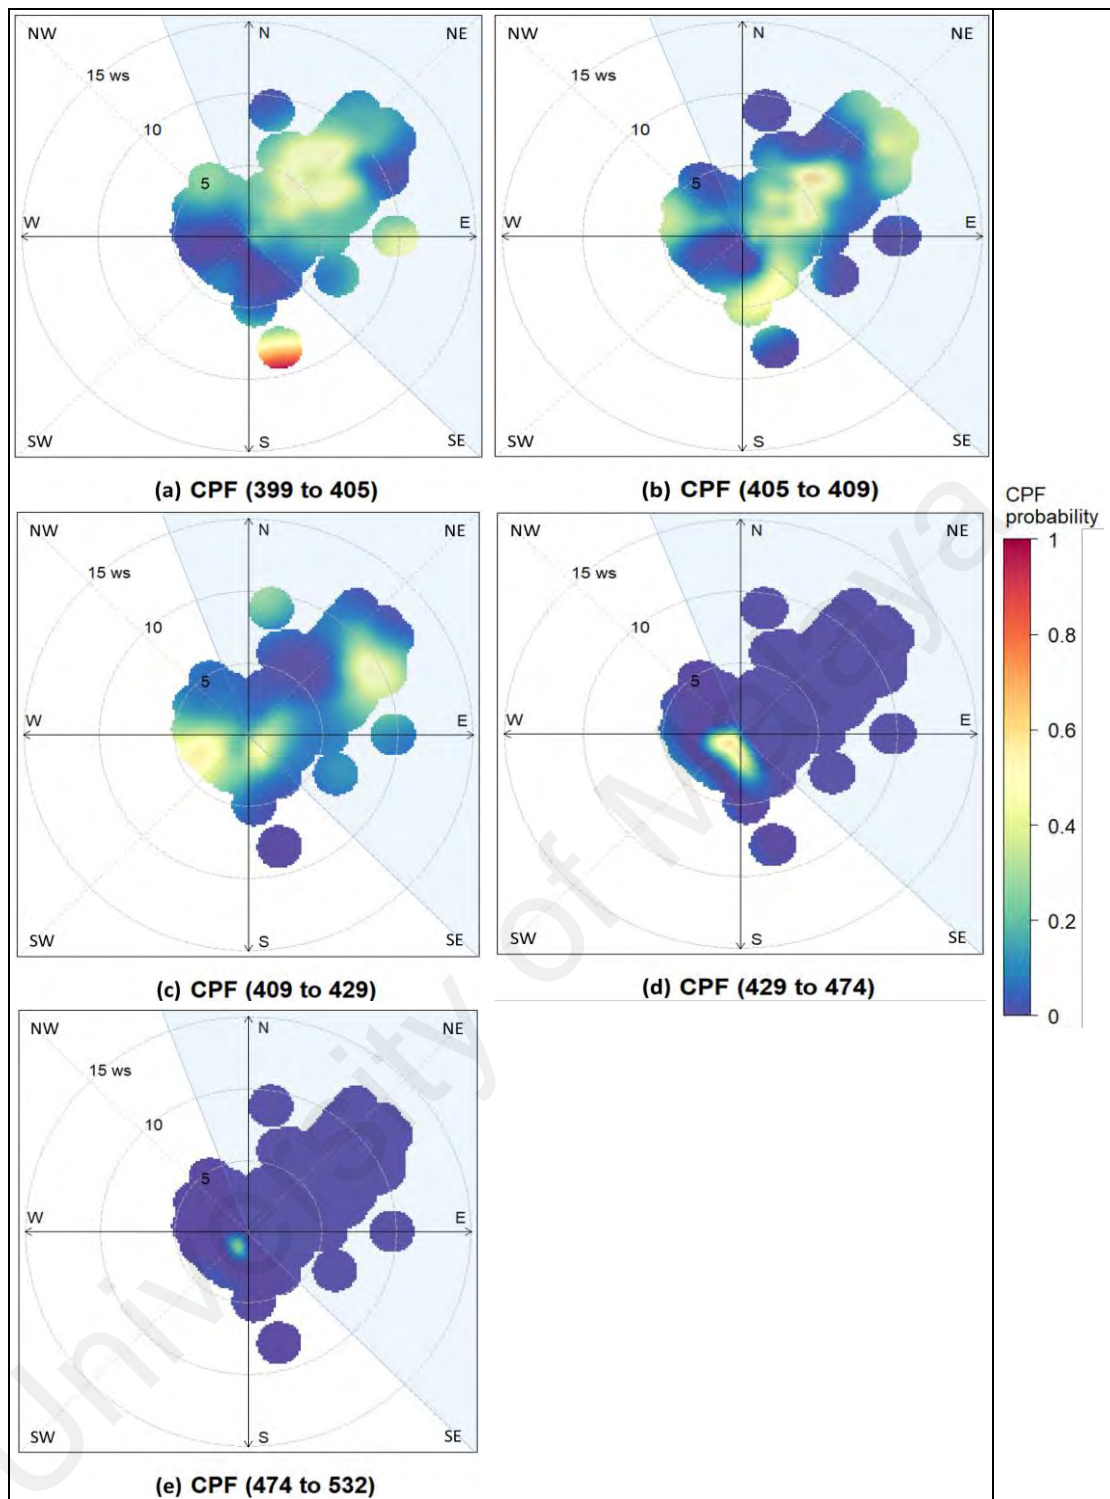 NW N NE
15 ws
10
5
W E
SW S SE
(a) CPF (399 to 405)
NW N NE
15 ws
10
5
W E
SW S SE
(b) CPF (405 to 409)
CPF
probability
1
0.8
0.6
0.4
0.2
0
NW N NE
15 ws
10
5
W E
SW S SE
(c) CPF (409 to 429)
NW N NE
15 ws
10
5
W E
SW S SE
(d) CPF (429 to 474)
NW N NE
15 ws
10
5
W E
SW S SE
(e) CPF (474 to 532)
University of Malaya